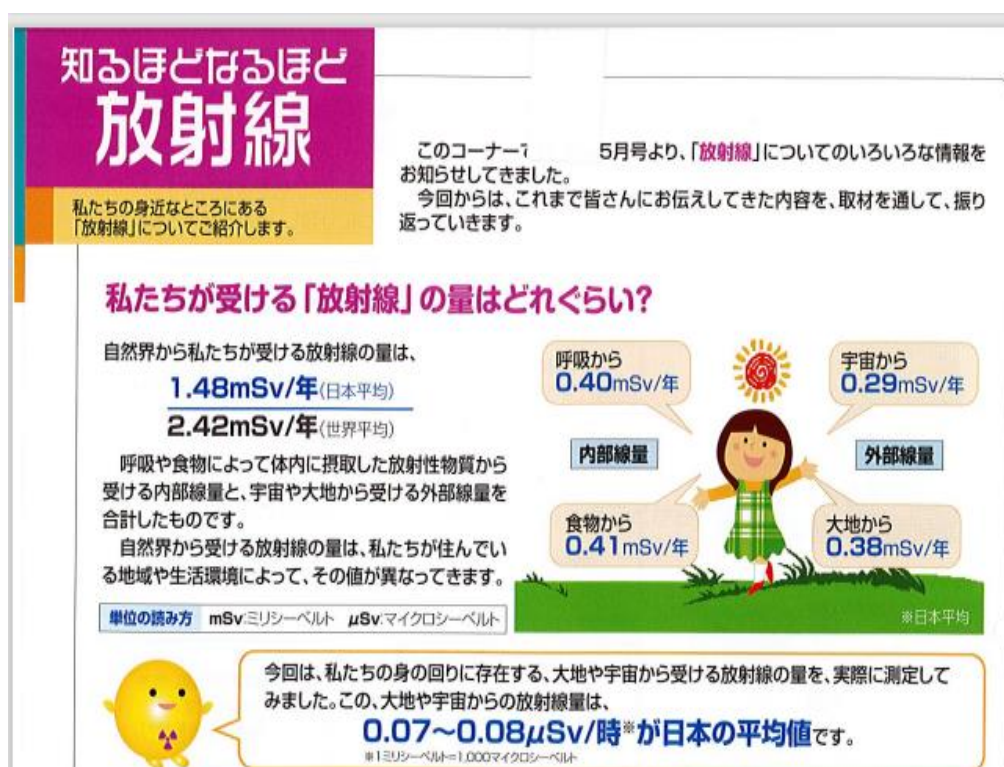 知るほどなるほど
放射線
私たちの身近なところにある
「放射線」についてご紹介します。
このコーナーで 5月号より、「放射線」についてのいろいろな情報を
お知らせしてきました。
今回からは、これまで皆さんにお伝えしてきた内容を、取材を通して、振り
返っていきます。
私たちが受ける「放射線」の量はどれぐらい?
自然界から私たちが受ける放射線の量は、
1.48mSv/年(日本平均)
2.42mSv/年(世界平均)
呼吸や食物によって体内に摂取した放射性物質から
受ける内部線量と、宇宙や大地から受ける外部線量を
合計したものです。
自然界から受ける放射線の量は、私たちが住んでい
る地域や生活環境によって、その値が異なってきます。
単位の読み方 mSv:ミリシーベルト μSv:マイクロシーベルト
呼吸から
0.40mSv/年
宇宙から
0.29mSv/年
内部線量
外部線量
食物から
0.41mSv/年
大地から
0.38mSv/年
※日本平均
今回は、私たちの身の回りに存在する、大地や宇宙から受ける放射線の量を、実際に測定して
みました。この、大地や宇宙からの放射線量は、
0.07〜0.08μSv/時※が日本の平均値です。
※1ミリシーベルト=1,000マイクロシーベルト